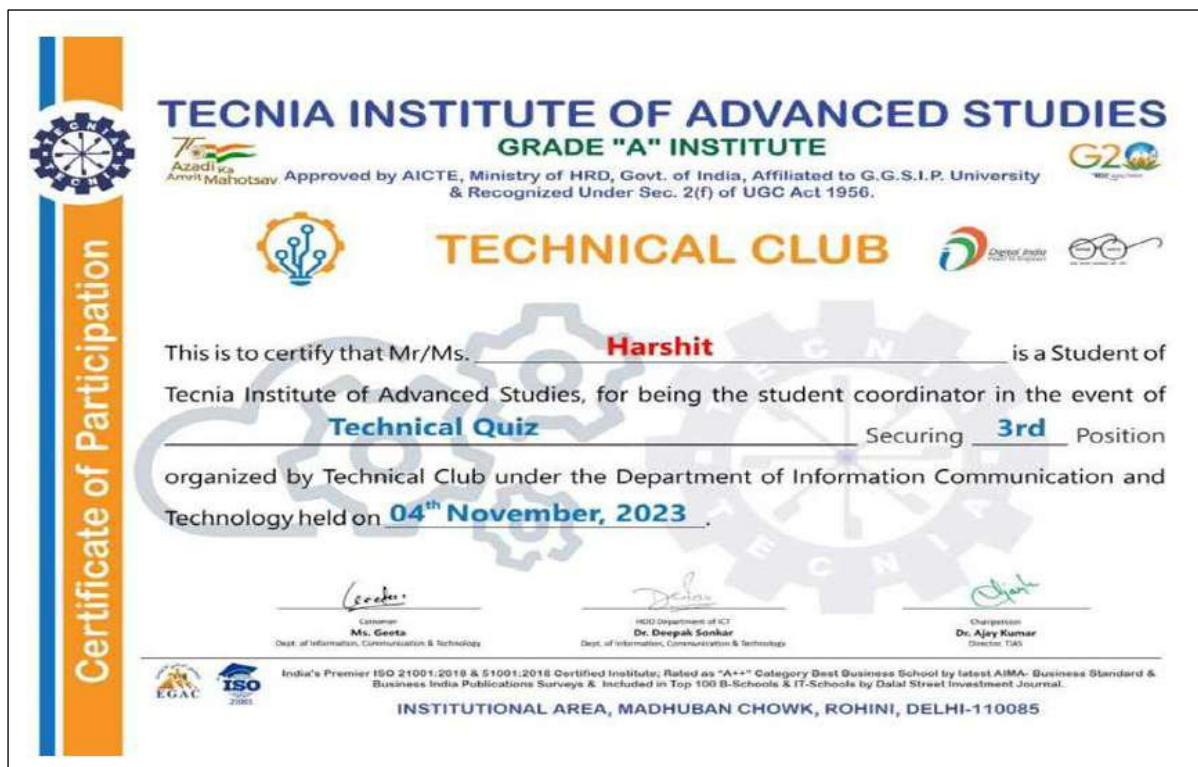 TECNIA INSTITUTE OF ADVANCED STUDIES
GRADE "A" INSTITUTE
Azadi Ka
Amrit Mahotsav
Approved by AICTE, Ministry of HRD, Govt. of India, Affiliated to G.G.S.I.P. University
& Recognized Under Sec. 2(f) of UGC Act 1956.
G20
TECHNICAL CLUB
Digital India
Power To Empower
Certificate of Participation
This is to certify that Mr/Ms. Harshit is a Student of
Tecnia Institute of Advanced Studies, for being the student coordinator in the event of
Technical Quiz Securing 3rd Position
organized by Technical Club under the Department of Information Communication and
Technology held on 04th November, 2023.
Convenor
Ms. Geeta
Dept. of Information, Communication & Technology
HOD Department of ICT
Dr. Deepak Sonkar
Dept. of Information, Communication & Technology
Chairperson
Dr. Ajay Kumar
Director, TIAS
EGAC
ISO
21001
India's Premier ISO 21001:2018 & 51001:2018 Certified Institute; Rated as "A++" Category Best Business School by latest AIMA- Business Standard &
Business India Publications Surveys & Included in Top 100 B-Schools & IT-Schools by Dalal Street Investment Journal.
INSTITUTIONAL AREA, MADHUBAN CHOWK, ROHINI, DELHI-110085